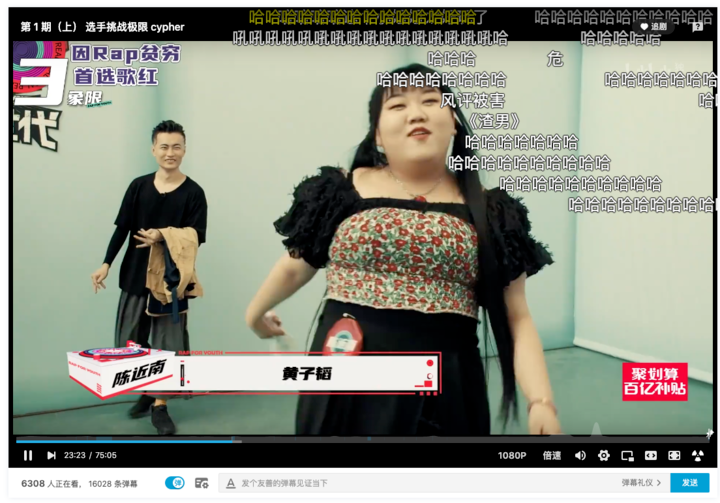 第 1 期（上） 选手挑战极限 cypher
哈哈哈哈哈哈哈哈哈哈哈哈哈哈了
追剧
吼吼吼吼吼吼吼吼吼吼吼吼吼吼吼吼吼哈
哈哈哈哈哈
因Rap贫穷
首选歌红
象限
哈哈哈
危
哈哈哈哈哈哈哈哈
哈哈哈哈哈哈哈
风评被害
哈
《渣男》
哈哈哈哈哈哈哈
哈哈哈哈哈哈哈哈哈哈
哈哈哈哈哈哈哈哈哈哈
哈哈哈哈哈哈哈哈哈
陈近南
黄子韬
聚划算
百亿补贴
23:23 / 75:05
1080P
倍速
6308 人正在看， 16028 条弹幕
弹
发个友善的弹幕见证当下
弹幕礼仪
发送